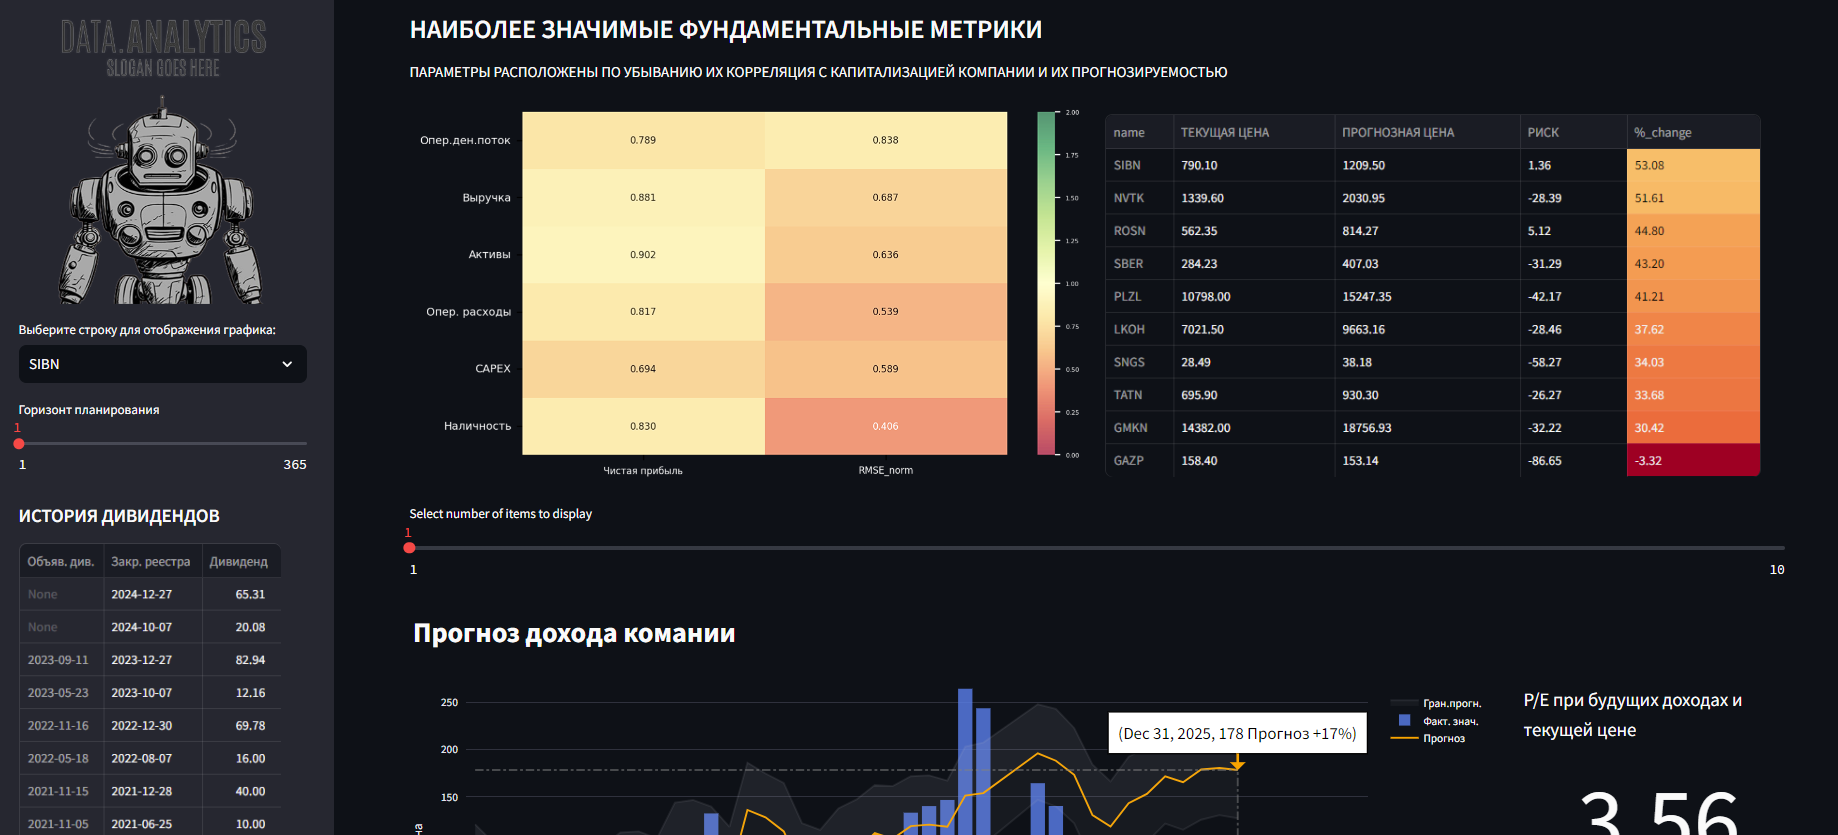 DATA.ANALYTICS
SLOGAN GOES HERE
Выберите строку для отображения графика:
SIBN
Горизонт планирования
1
1 365
ИСТОРИЯ ДИВИДЕНДОВ
Объяв. див. Закр. реестра Дивиденд
None 2024-12-27 65.31
None 2024-10-07 20.08
2023-09-11 2023-12-27 82.94
2023-05-23 2023-10-07 12.16
2022-11-16 2022-12-30 69.78
2022-05-18 2022-08-07 16.00
2021-11-15 2021-12-28 40.00
2021-11-05 2021-06-25 10.00
НАИБОЛЕЕ ЗНАЧИМЫЕ ФУНДАМЕНТАЛЬНЫЕ МЕТРИКИ
ПАРАМЕТРЫ РАСПОЛОЖЕНЫ ПО УБЫВАНИЮ ИХ КОРРЕЛЯЦИЯ С КАПИТАЛИЗАЦИЕЙ КОМПАНИИ И ИХ ПРОГНОЗИРУЕМОСТЬЮ
Опер.ден.поток 0.789 0.838
Выручка 0.881 0.687
Активы 0.902 0.636
Опер. расходы 0.817 0.539
CAPEX 0.694 0.589
Наличность 0.830 0.406
Чистая прибыль RMSE_norm
2.00
1.75
1.50
1.25
1.00
0.75
0.50
0.25
0.00
name ТЕКУЩАЯ ЦЕНА ПРОГНОЗНАЯ ЦЕНА РИСК %_change
SIBN 790.10 1209.50 1.36 53.08
NVTK 1339.60 2030.95 -28.39 51.61
ROSN 562.35 814.27 5.12 44.80
SBER 284.23 407.03 -31.29 43.20
PLZL 10798.00 15247.35 -42.17 41.21
LKOH 7021.50 9663.16 -28.46 37.62
SNGS 28.49 38.18 -58.27 34.03
TATN 695.90 930.30 -26.27 33.68
GMKN 14382.00 18756.93 -32.22 30.42
GAZP 158.40 153.14 -86.65 -3.32
Select number of items to display
1
1 10
Прогноз дохода комании
250
200
150
(Dec 31, 2025, 178 Прогноз +17%)
Гран.прогн.
Факт. знач.
Прогноз
P/E при будущих доходах и
текущей цене
3.56